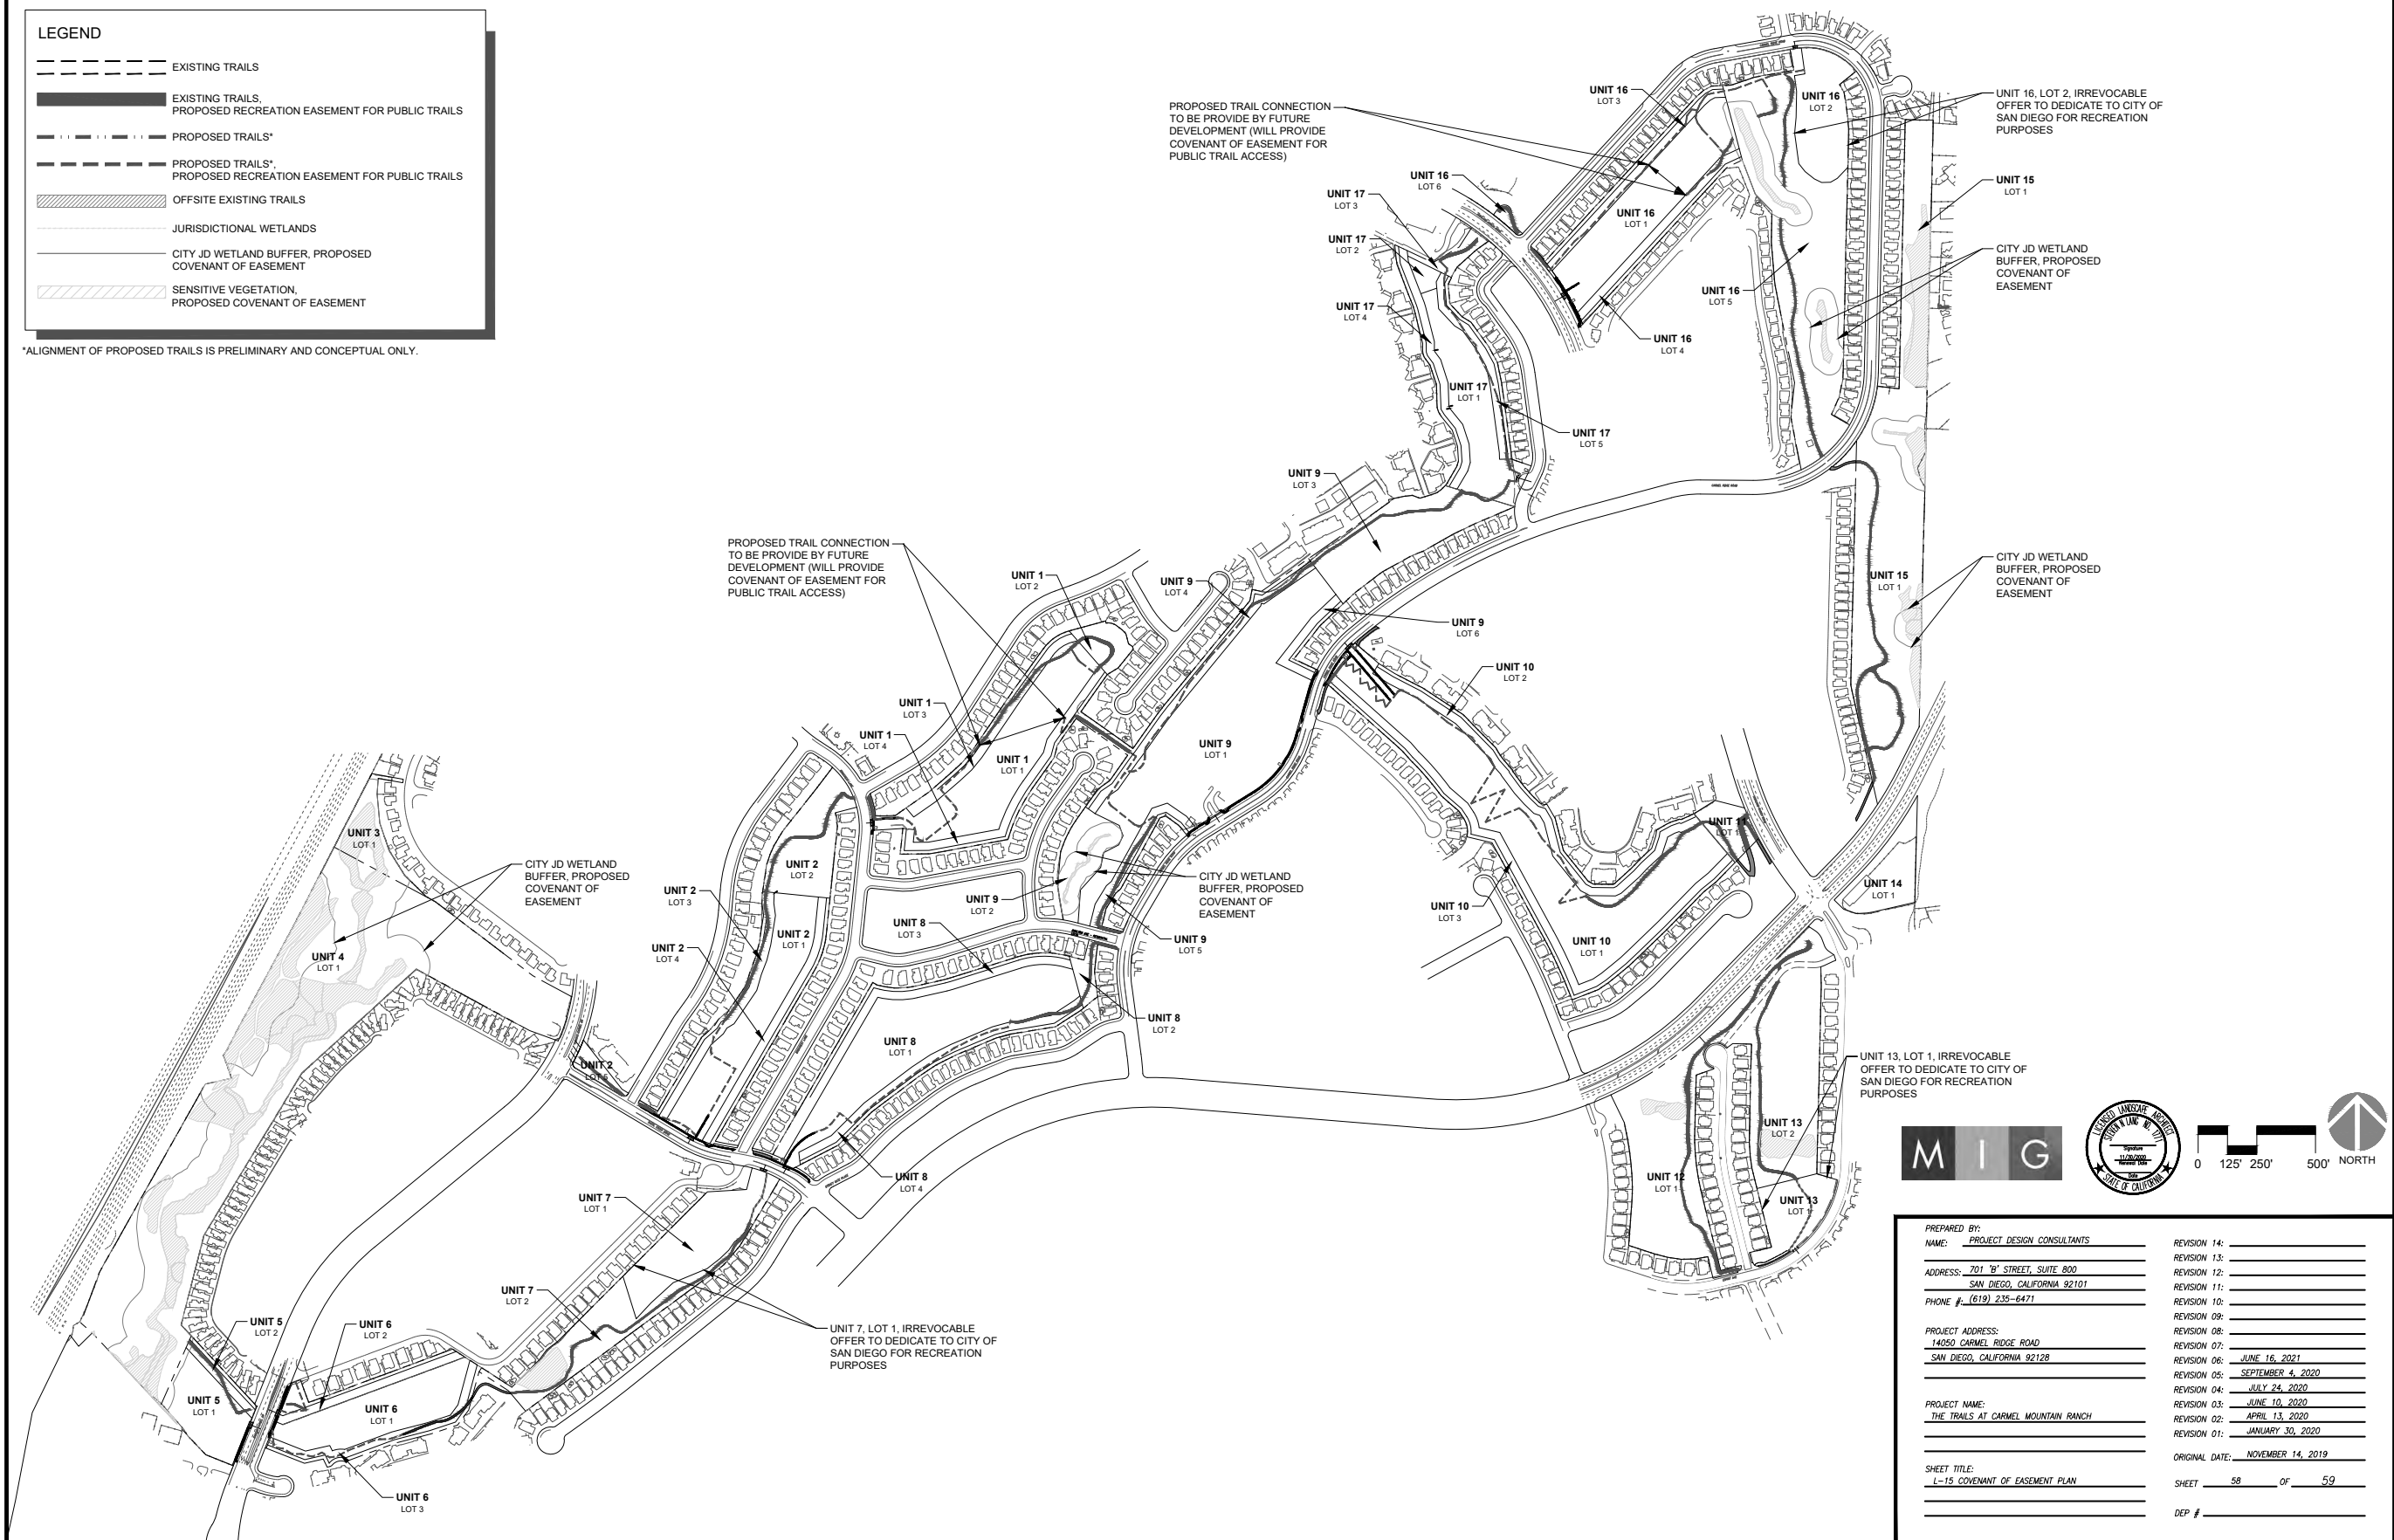 LEGEND
EXISTING TRAILS
EXISTING TRAILS,
PROPOSED RECREATION EASEMENT FOR PUBLIC TRAILS
PROPOSED TRAILS*
PROPOSED TRAILS*,
PROPOSED RECREATION EASEMENT FOR PUBLIC TRAILS
OFFSITE EXISTING TRAILS
JURISDICTIONAL WETLANDS
CITY JD WETLAND BUFFER, PROPOSED
COVENANT OF EASEMENT
SENSITIVE VEGETATION,
PROPOSED COVENANT OF EASEMENT
*ALIGNMENT OF PROPOSED TRAILS IS PRELIMINARY AND CONCEPTUAL ONLY.
PROPOSED TRAIL CONNECTION
TO BE PROVIDE BY FUTURE
DEVELOPMENT (WILL PROVIDE
COVENANT OF EASEMENT FOR
PUBLIC TRAIL ACCESS)
UNIT 16
LOT 3
UNIT 16
LOT 2
UNIT 16, LOT 2, IRREVOCABLE
OFFER TO DEDICATE TO CITY OF
SAN DIEGO FOR RECREATION
PURPOSES
UNIT 16
LOT 6
UNIT 17
LOT 3
UNIT 17
LOT 2
UNIT 17
LOT 4
UNIT 16
LOT 1
UNIT 15
LOT 1
CITY JD WETLAND
BUFFER, PROPOSED
COVENANT OF
EASEMENT
UNIT 16
LOT 5
UNIT 16
LOT 4
UNIT 17
LOT 1
UNIT 17
LOT 5
UNIT 9
LOT 3
PROPOSED TRAIL CONNECTION
TO BE PROVIDE BY FUTURE
DEVELOPMENT (WILL PROVIDE
COVENANT OF EASEMENT FOR
PUBLIC TRAIL ACCESS)
UNIT 1
LOT 2
UNIT 9
LOT 4
UNIT 9
LOT 6
UNIT 10
LOT 2
UNIT 15
LOT 1
CITY JD WETLAND
BUFFER, PROPOSED
COVENANT OF
EASEMENT
UNIT 1
LOT 3
UNIT 1
LOT 4
UNIT 1
LOT 1
UNIT 9
LOT 1
UNIT 3
LOT 1
CITY JD WETLAND
BUFFER, PROPOSED
COVENANT OF
EASEMENT
UNIT 2
LOT 2
UNIT 2
LOT 3
UNIT 9
LOT 2
CITY JD WETLAND
BUFFER, PROPOSED
COVENANT OF
EASEMENT
UNIT 11
LOT 1
UNIT 14
LOT 1
UNIT 10
LOT 3
UNIT 4
LOT 1
UNIT 2
LOT 4
UNIT 2
LOT 1
UNIT 8
LOT 3
UNIT 9
LOT 5
UNIT 10
LOT 1
UNIT 8
LOT 2
UNIT 8
LOT 1
UNIT 2
LOT 5
UNIT 13, LOT 1, IRREVOCABLE
OFFER TO DEDICATE TO CITY OF
SAN DIEGO FOR RECREATION
PURPOSES
UNIT 13
LOT 2
UNIT 12
LOT 1
UNIT 13
LOT 1
UNIT 8
LOT 4
UNIT 7
LOT 1
UNIT 7
LOT 2
UNIT 7, LOT 1, IRREVOCABLE
OFFER TO DEDICATE TO CITY OF
SAN DIEGO FOR RECREATION
PURPOSES
UNIT 5
LOT 2
UNIT 6
LOT 2
UNIT 5
LOT 1
UNIT 6
LOT 1
UNIT 6
LOT 3
MIG
LICENSED LANDSCAPE ARCHITECT
Signature
11/30/2020
Renewal Date
Date
STATE OF CALIFORNIA
0 125' 250' 500'
NORTH
PREPARED BY:
NAME: PROJECT DESIGN CONSULTANTS
ADDRESS: 701 'B' STREET, SUITE 800
SAN DIEGO, CALIFORNIA 92101
PHONE #: (619) 235-6471
PROJECT ADDRESS:
14050 CARMEL RIDGE ROAD
SAN DIEGO, CALIFORNIA 92128
PROJECT NAME:
THE TRAILS AT CARMEL MOUNTAIN RANCH
SHEET TITLE:
L-15 COVENANT OF EASEMENT PLAN
REVISION 14:
REVISION 13:
REVISION 12:
REVISION 11:
REVISION 10:
REVISION 09:
REVISION 08:
REVISION 07:
REVISION 06: JUNE 16, 2021
REVISION 05: SEPTEMBER 4, 2020
REVISION 04: JULY 24, 2020
REVISION 03: JUNE 10, 2020
REVISION 02: APRIL 13, 2020
REVISION 01: JANUARY 30, 2020
ORIGINAL DATE: NOVEMBER 14, 2019
SHEET 58 OF 59
DEP #